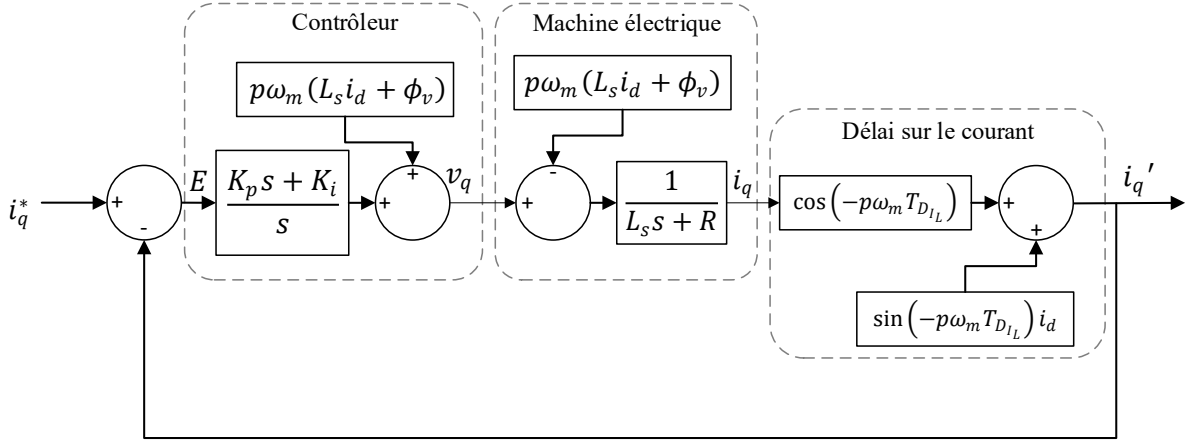 Contrôleur
Machine électrique
pω_m(L_s i_d + ϕ_v)
pω_m(L_s i_d + ϕ_v)
Délai sur le courant
i_q^*
+
-
E
K_p s + K_i
s
+
+
v_q
+
-
1
L_s s + R
i_q
cos(-pω_m T_{D_{I_L}})
+
+
i_q'
sin(-pω_m T_{D_{I_L}}) i_d